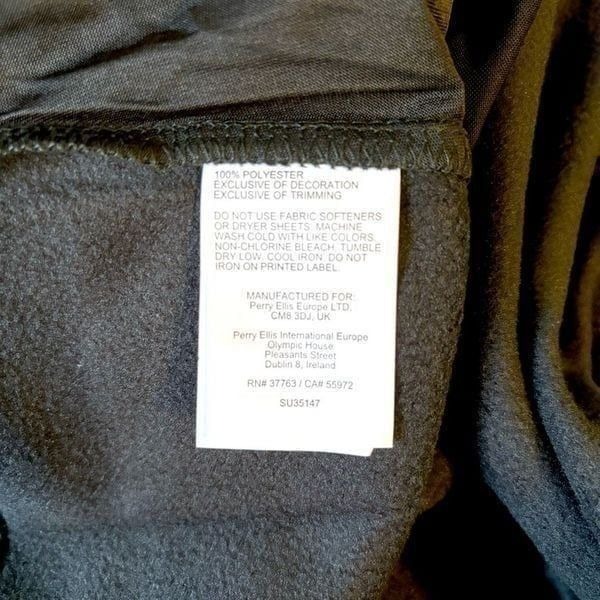 100% POLYESTER
EXCLUSIVE OF DECORATION
EXCLUSIVE OF TRIMMING
DO NOT USE FABRIC SOFTENERS
OR DRYER SHEETS. MACHINE
WASH COLD WITH LIKE COLORS.
NON-CHLORINE BLEACH. TUMBLE
DRY LOW. COOL IRON. DO NOT
IRON ON PRINTED LABEL.
MANUFACTURED FOR:
Perry Ellis Europe LTD.
CM8 3DJ, UK
Perry Ellis International Europe
Olympic House
Pleasants Street
Dublin 8, Ireland
RN# 37763 / CA# 55972
SU35147